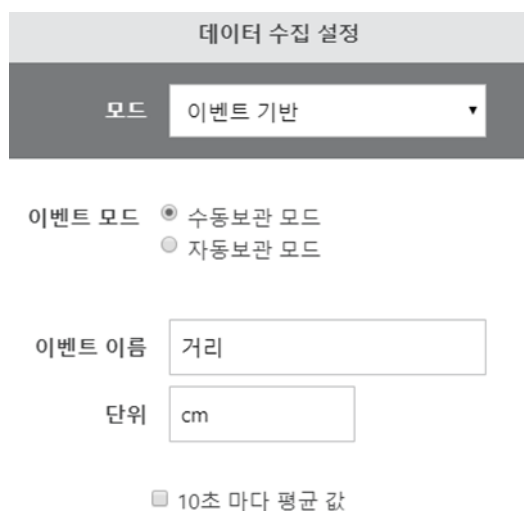 데이터 수집 설정
모드 이벤트 기반
이벤트 모드 수동보관 모드
자동보관 모드
이벤트 이름 거리
단위 cm
10초 마다 평균 값